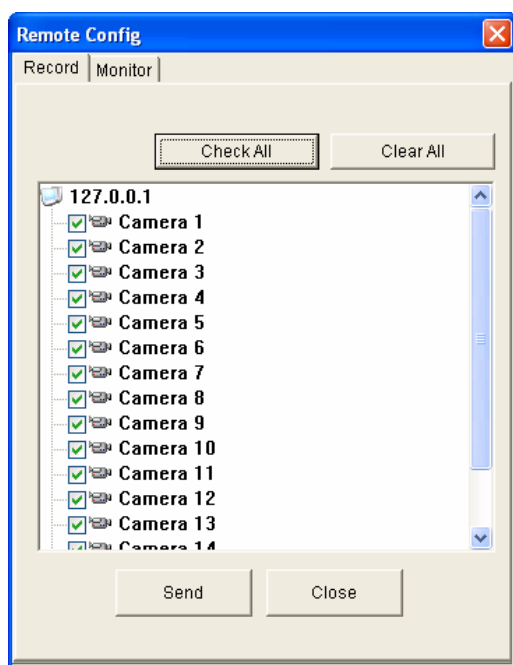 Remote Config
Record Monitor
Check All Clear All
127.0.0.1
Camera 1
Camera 2
Camera 3
Camera 4
Camera 5
Camera 6
Camera 7
Camera 8
Camera 9
Camera 10
Camera 11
Camera 12
Camera 13
Camera 14
Send Close